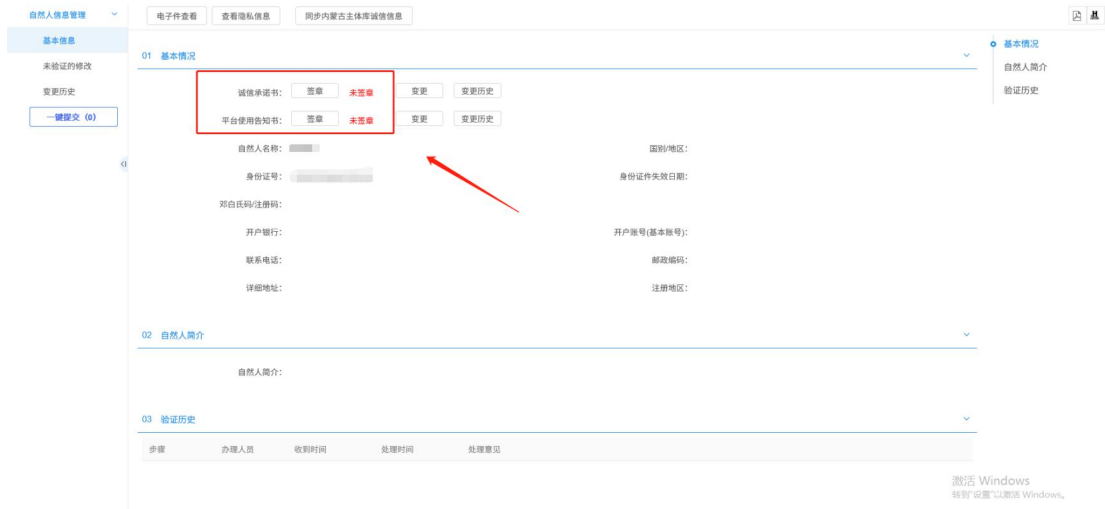 自然人信息管理
基本信息
未验证的修改
变更历史
一键提交（0）
电子件查看 查看隐私信息 同步内蒙古主体库诚信信息
01 基本情况
诚信承诺书： 签章 未签章 变更 变更历史
平台使用告知书： 签章 未签章 变更 变更历史
自然人名称： 国别/地区：
身份证号： 身份证件失效日期：
邓白氏码/注册码：
开户银行： 开户账号(基本账号)：
联系电话： 邮政编码：
详细地址： 注册地区：
02 自然人简介
自然人简介：
03 验证历史
步骤 办理人员 收到时间 处理时间 处理意见
基本情况
自然人简介
验证历史
激活 Windows
转到"设置"以激活 Windows。